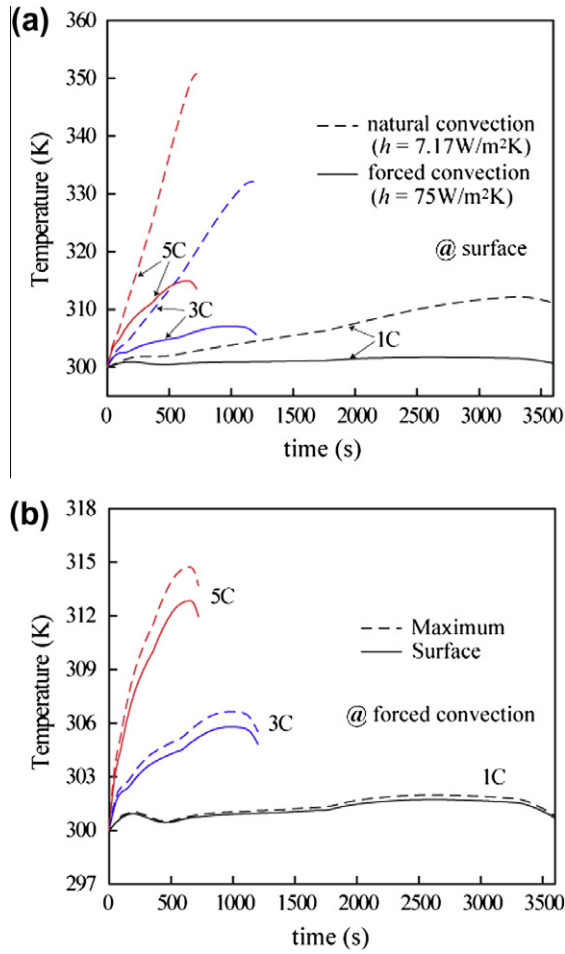 (a)
360
350
340
330
320
310
300
Temperature (K)
natural convection
(h = 7.17W/m²K)
forced convection
(h = 75W/m²K)
@ surface
5C
3C
1C
0 500 1000 1500 2000 2500 3000 3500
time (s)
(b)
318
315
312
309
306
303
300
297
Temperature (K)
5C
Maximum
Surface
@ forced convection
3C
1C
0 500 1000 1500 2000 2500 3000 3500
time (s)